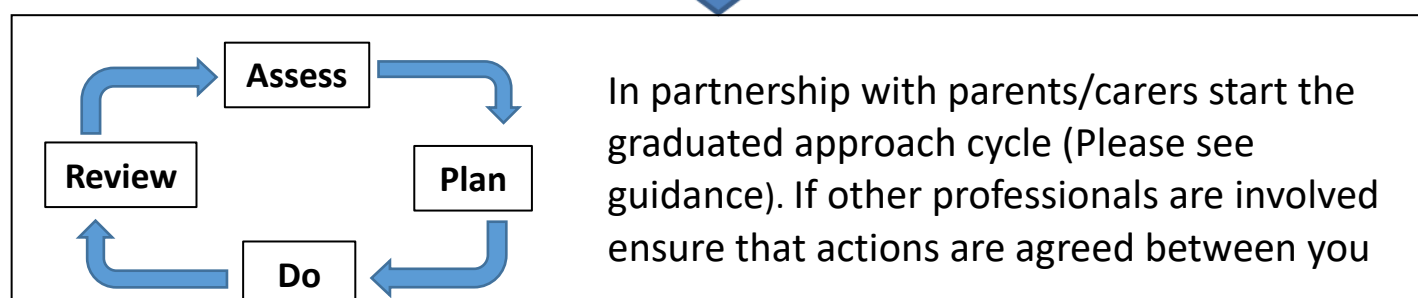 Assess
Plan
Do
Review
In partnership with parents/carers start the
graduated approach cycle (Please see
guidance). If other professionals are involved
ensure that actions are agreed between you